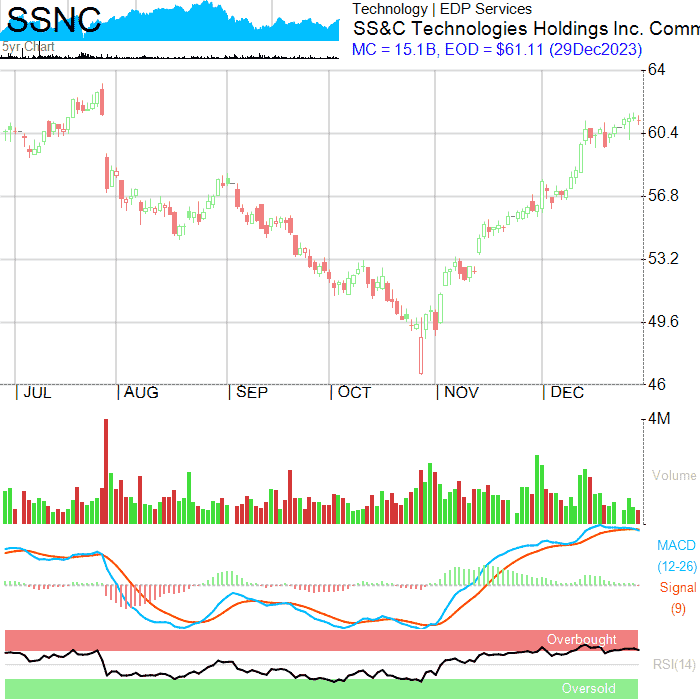 SSNC
5yr Chart
Technology | EDP Services
SS&C Technologies Holdings Inc. Comm
MC = 15.1B, EOD = $61.11 (29Dec2023)
64
60.4
56.8
53.2
49.6
46
| JUL | AUG | SEP | OCT | NOV | DEC
4M
Volume
MACD
(12-26)
Signal
(9)
Overbought
RSI(14)
Oversold